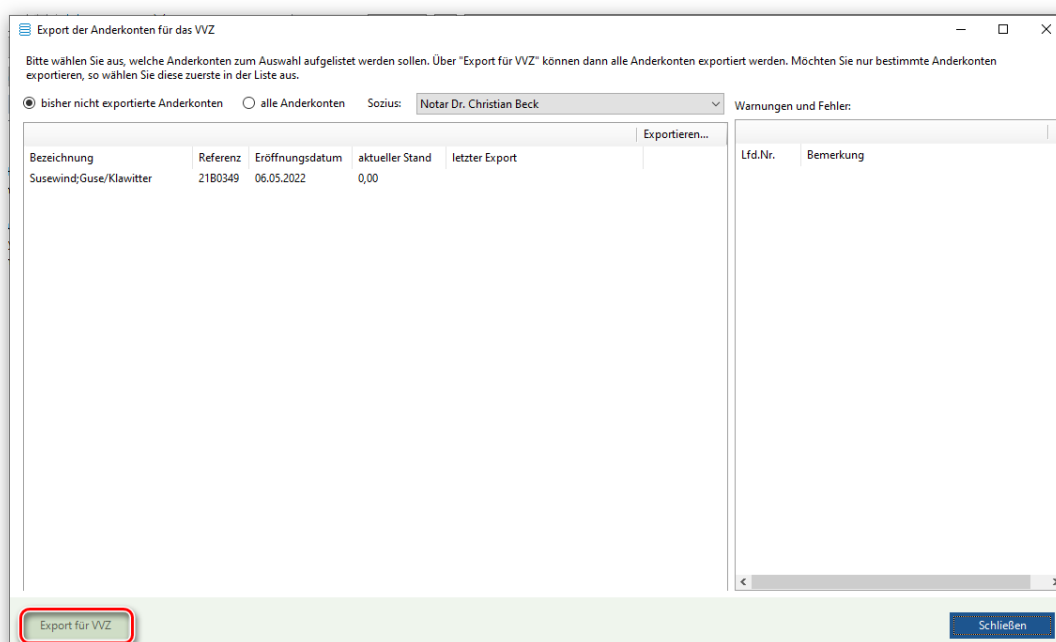 Export der Anderkonten für das VVZ
Bitte wählen Sie aus, welche Anderkonten zum Auswahl aufgelistet werden sollen. Über "Export für VVZ" können dann alle Anderkonten exportiert werden. Möchten Sie nur bestimmte Anderkonten
exportieren, so wählen Sie diese zuerste in der Liste aus.
bisher nicht exportierte Anderkonten alle Anderkonten Sozius: Notar Dr. Christian Beck Warnungen und Fehler:
Exportieren...
Bezeichnung Referenz Eröffnungsdatum aktueller Stand letzter Export Lfd.Nr. Bemerkung
Susewind;Guse/Klawitter 21B0349 06.05.2022 0,00
Export für VVZ Schließen